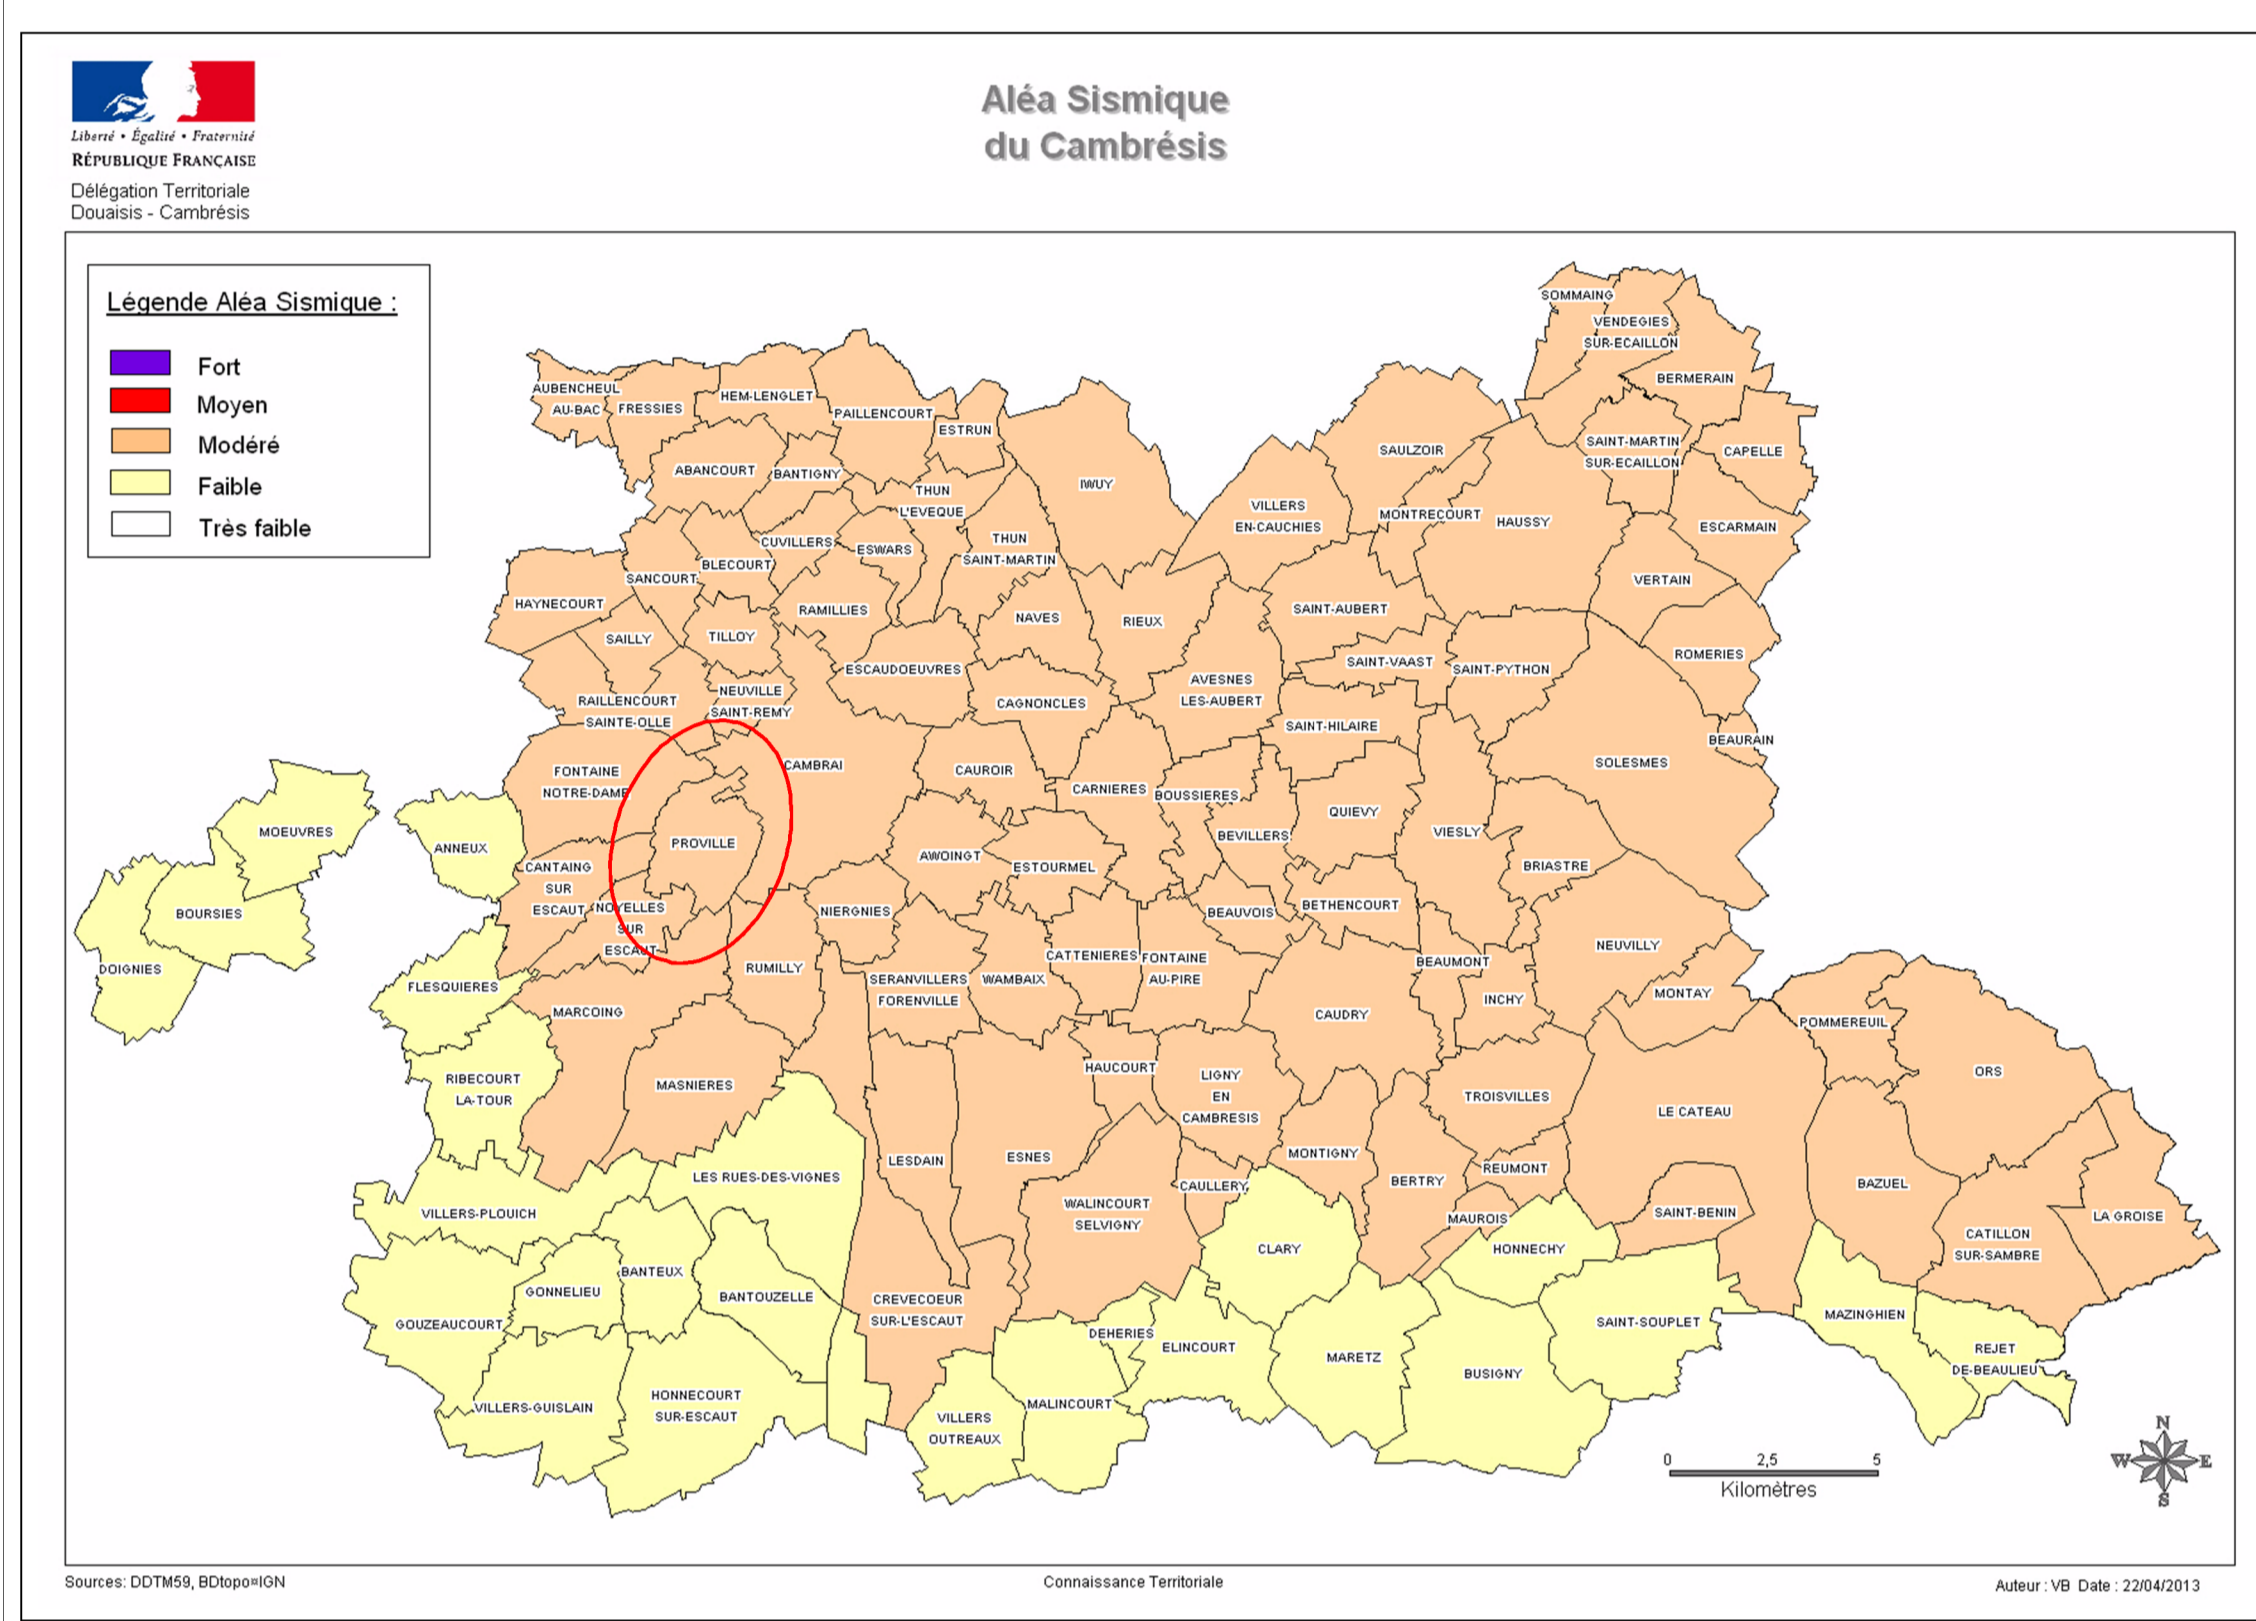 Liberté • Égalité • Fraternité
RÉPUBLIQUE FRANÇAISE
Délégation Territoriale
Douaisis - Cambrésis
Aléa Sismique
du Cambrésis
Légende Aléa Sismique :
Fort
Moyen
Modéré
Faible
Très faible
SOMMAING
VENDEGIES
SUR-ECAILLON
BERMERAIN
AUBENCHEUL
AU-BAC
FRESSIES
HEM-LENGLET
PAILLENCOURT
ESTRUN
SAULZOIR
SAINT-MARTIN
SUR-ECAILLON
CAPELLE
ABANCOURT
BANTIGNY
IWUY
THUN
L'EVEQUE
VILLERS
EN-CAUCHIES
MONTRECOURT
HAUSSY
ESCARMAIN
CUVILLERS
ESWARS
THUN
SAINT-MARTIN
BLECOURT
SANCOURT
VERTAIN
HAYNECOURT
RAMILLIES
NAVES
RIEUX
SAINT-AUBERT
SAILLY
TILLOY
ROMERIES
ESCAUDOEUVRES
SAINT-VAAST
SAINT-PYTHON
AVESNES
LES-AUBERT
NEUVILLE
SAINT-REMY
RAILLENCOURT
SAINTE-OLLE
CAGNONCLES
SAINT-HILAIRE
BEAURAIN
SOLESMES
CAMBRAI
FONTAINE
NOTRE-DAME
CAUROIR
CARNIERES
BOUSSIERES
QUIEVY
MOEUVRES
VIESLY
BEVILLERS
PROVILLE
ANNEUX
AWOINGT
ESTOURMEL
BRIASTRE
CANTAING
SUR
ESCAUT
NOYELLES
SUR
ESCAUT
BOURSIES
NIERGNIES
BEAUVOIS
BETHENCOURT
NEUVILLY
DOIGNIES
RUMILLY
CATTENIERES
FONTAINE
AU-PIRE
BEAUMONT
FLESQUIERES
SERANVILLERS
FORENVILLE
WAMBAIX
INCHY
MONTAY
MARCOING
CAUDRY
POMMEREUIL
HAUCOURT
ORS
RIBECOURT
LA-TOUR
MASNIERES
LIGNY
EN
CAMBRESIS
TROISVILLES
LE CATEAU
LES RUES-DES-VIGNES
LESDAIN
ESNES
MONTIGNY
REUMONT
BERTRY
CAULLERY
BAZUEL
WALINCOURT
SELVIGNY
VILLERS-PLOUICH
MAUROIS
SAINT-BENIN
LA GROISE
CATILLON
SUR-SAMBRE
CLARY
HONNECHY
BANTEUX
GONNELIEU
BANTOUZELLE
CREVECOEUR
SUR-L'ESCAUT
GOUZEAUCOURT
MAZINGHIEN
SAINT-SOUPLET
DEHERIES
ELINCOURT
MARETZ
REJET
DE-BEAULIEU
BUSIGNY
HONNECOURT
SUR-ESCAUT
VILLERS-GUISLAIN
MALINCOURT
VILLERS
OUTREAUX
0 2,5 5
Kilomètres
N
W E
S
Sources: DDTM59, BDtopo¤IGN
Connaissance Territoriale
Auteur : VB Date : 22/04/2013